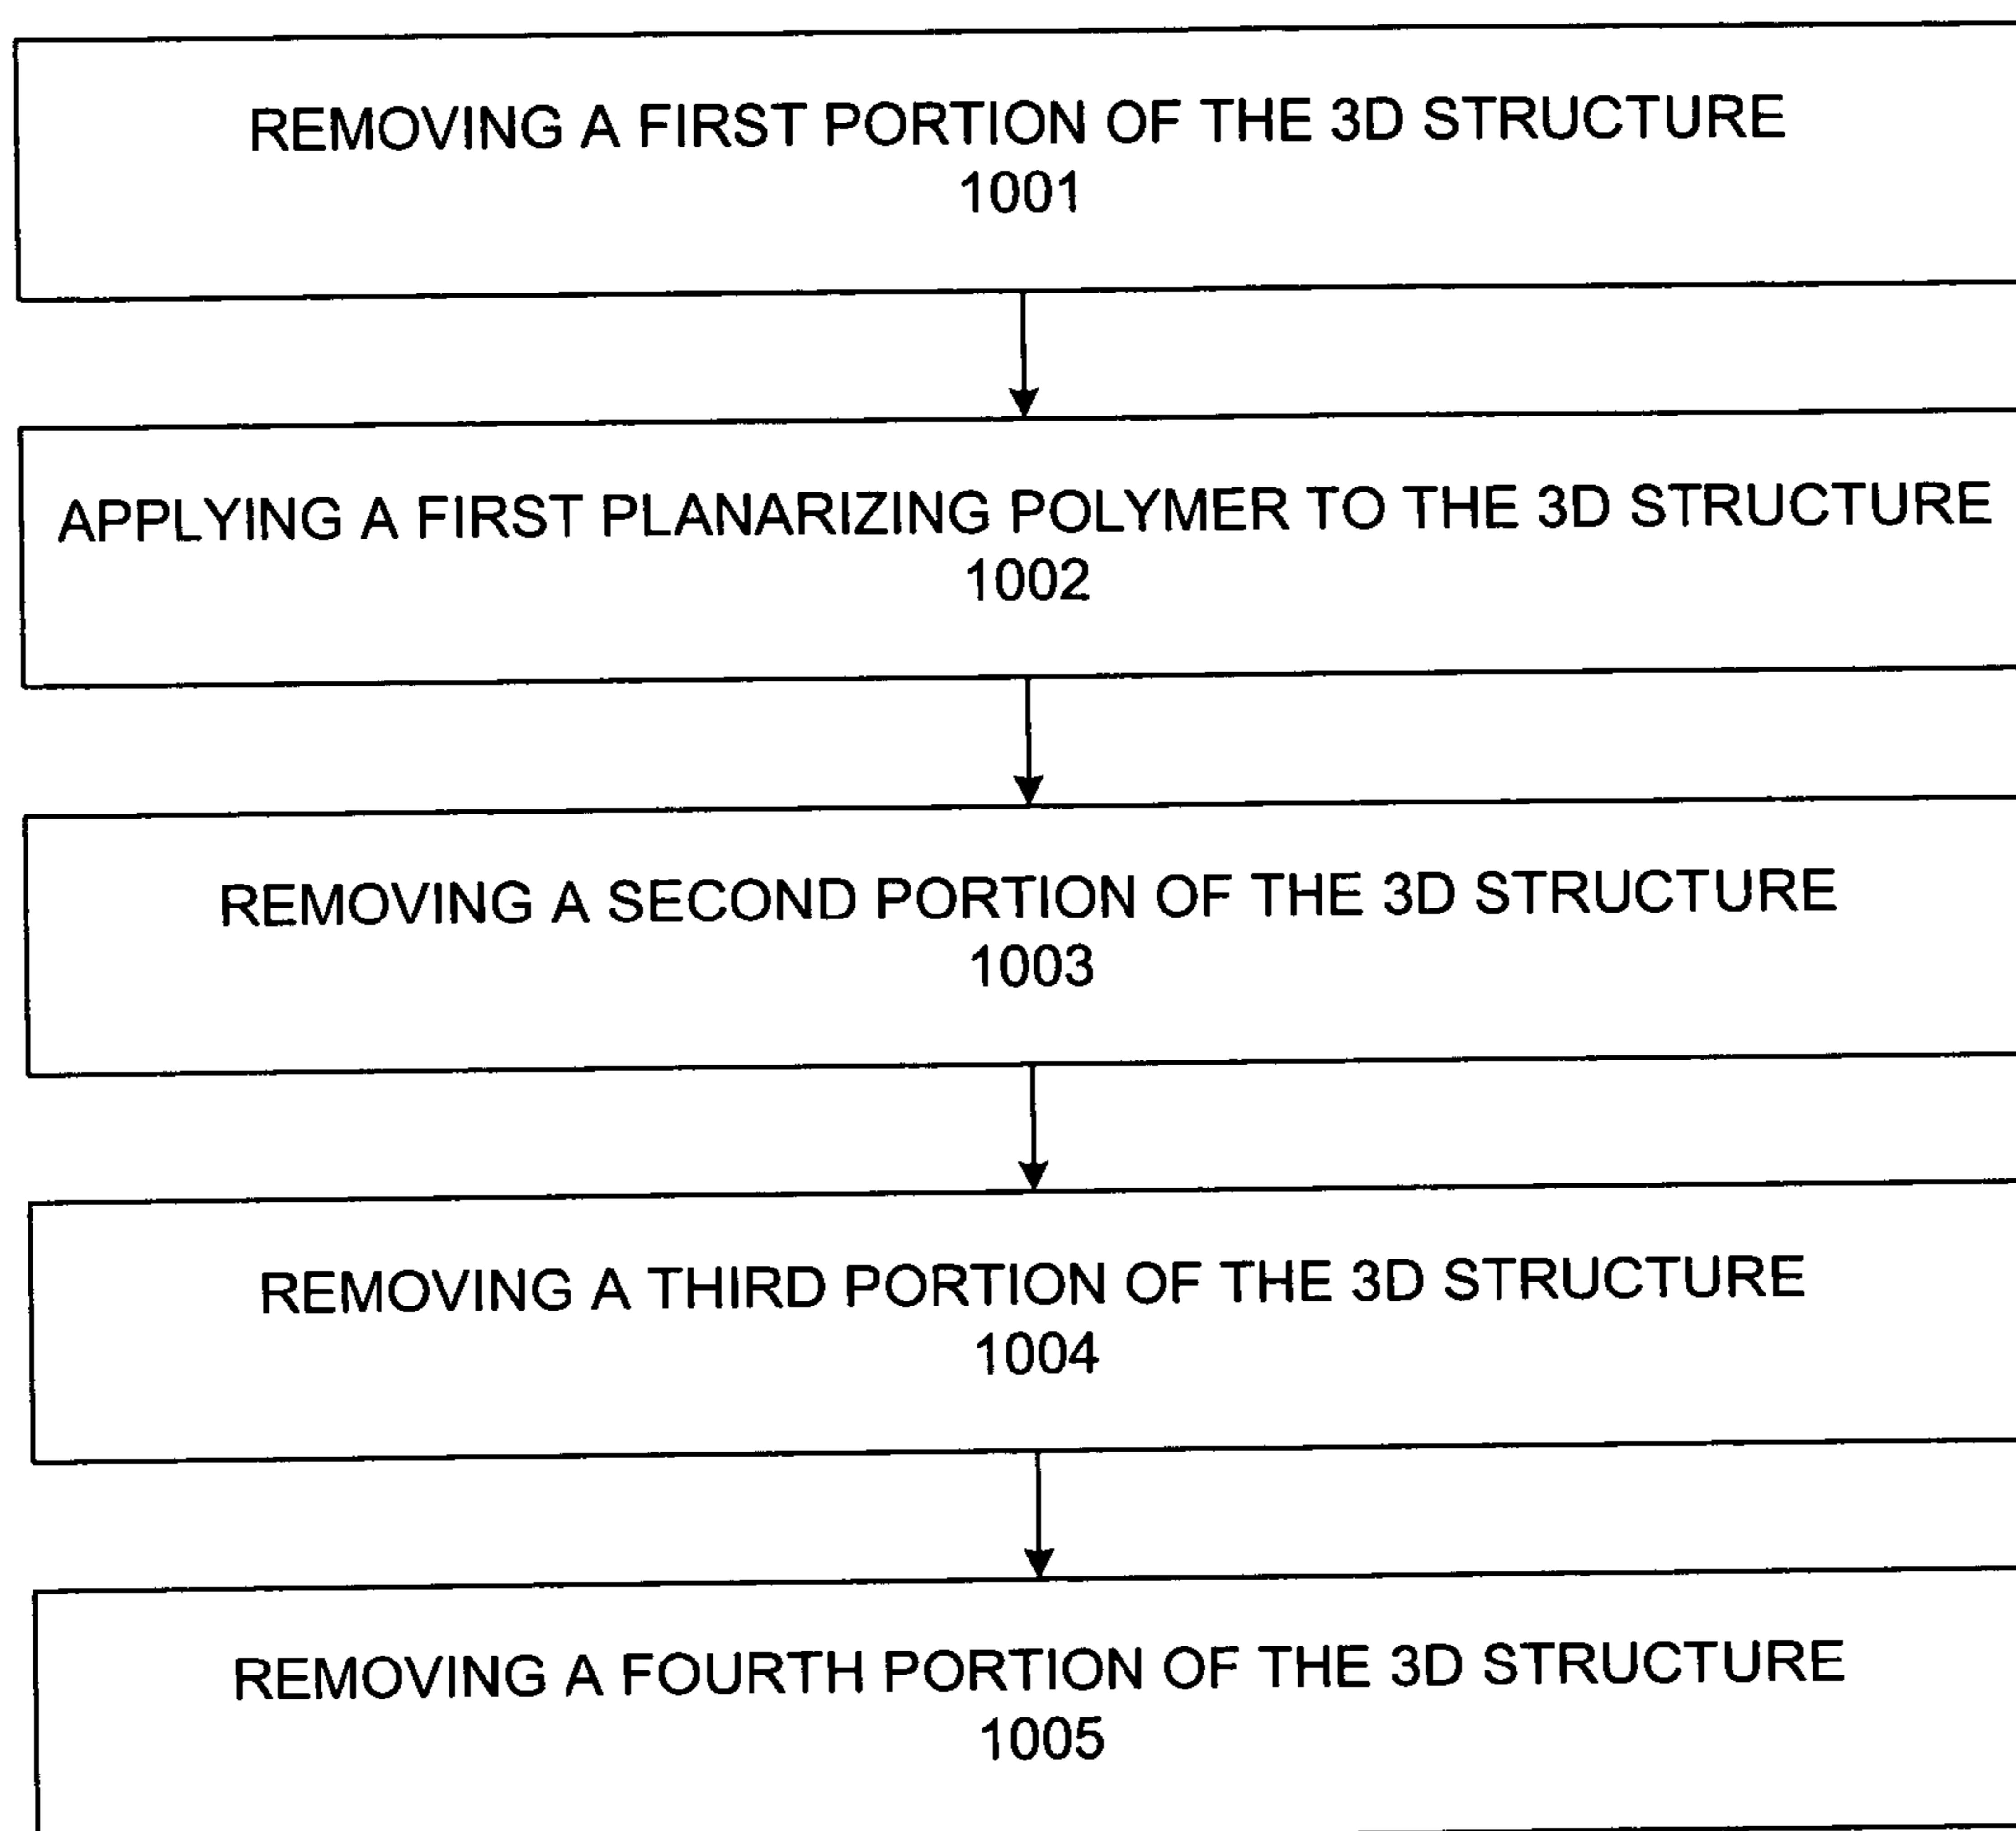 REMOVING A FIRST PORTION OF THE 3D STRUCTURE
1001
APPLYING A FIRST PLANARIZING POLYMER TO THE 3D STRUCTURE
1002
REMOVING A SECOND PORTION OF THE 3D STRUCTURE
1003
REMOVING A THIRD PORTION OF THE 3D STRUCTURE
1004
REMOVING A FOURTH PORTION OF THE 3D STRUCTURE
1005